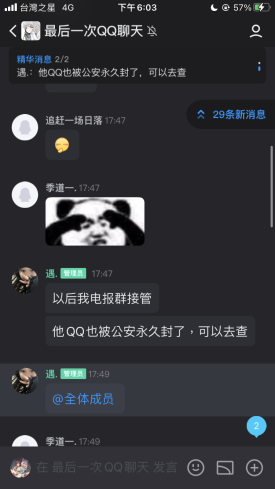 台灣之星 4G
下午6:03
57%
最后一次QQ聊天
精华消息 2/2
遇.：他QQ也被公安永久封了，可以去查
29条新消息
追赶一场日落 17:47
季道一. 17:47
遇. 管理员 17:47
以后我电报群接管
他QQ也被公安永久封了，可以去查
遇. 管理员 17:49
@全体成员
2
季道一. 17:49
在 最后一次QQ聊天 发言